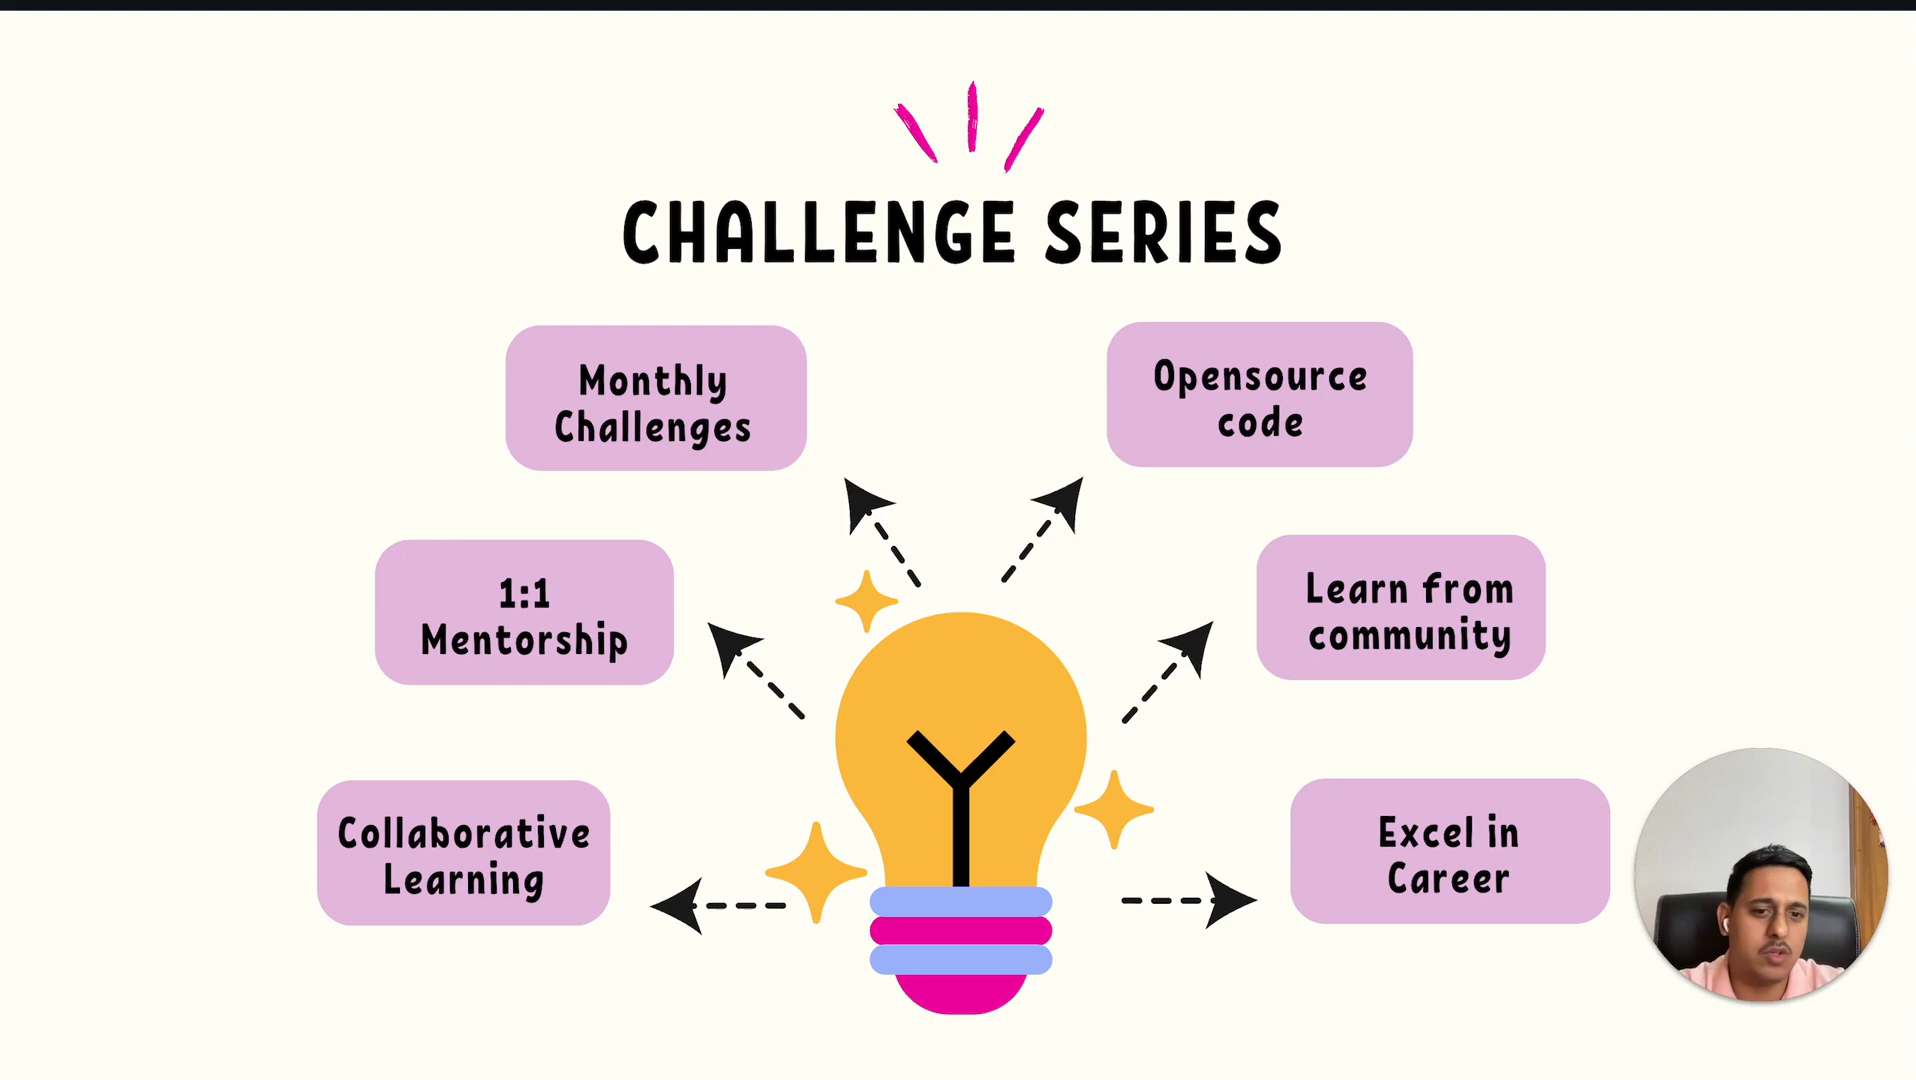 CHALLENGE SERIES
Monthly
Challenges
Opensource
code
1:1
Mentorship
Learn from
community
Collaborative
Learning
Excel in
Career